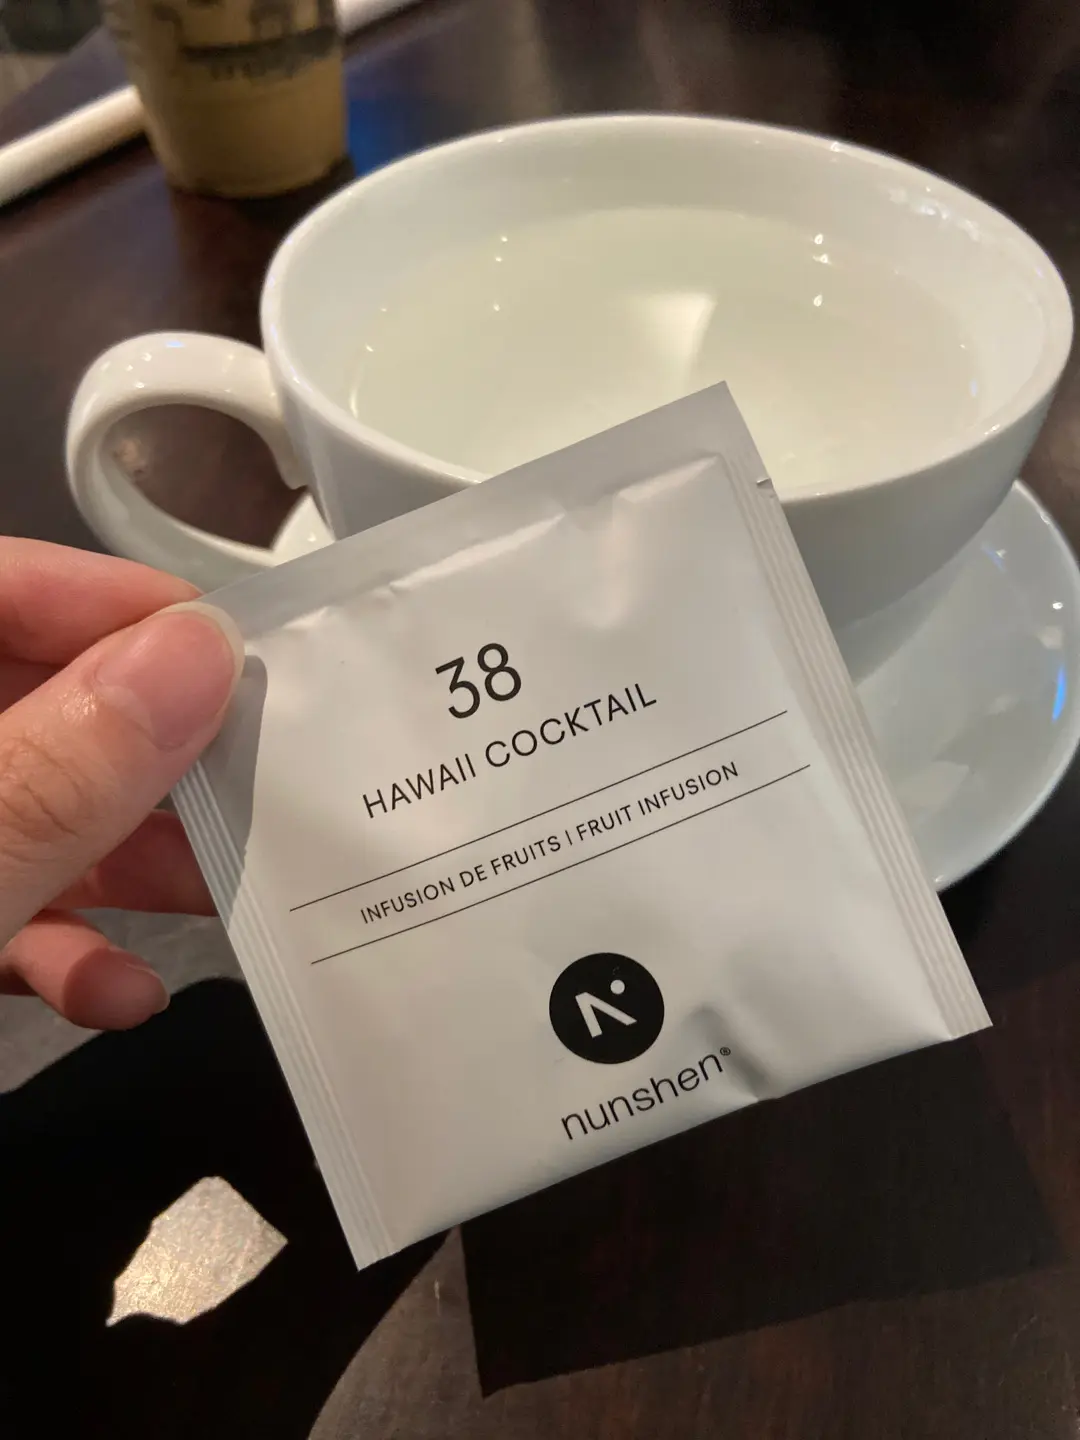 38
HAWAII COCKTAIL
INFUSION DE FRUITS | FRUIT INFUSION
nunshen®